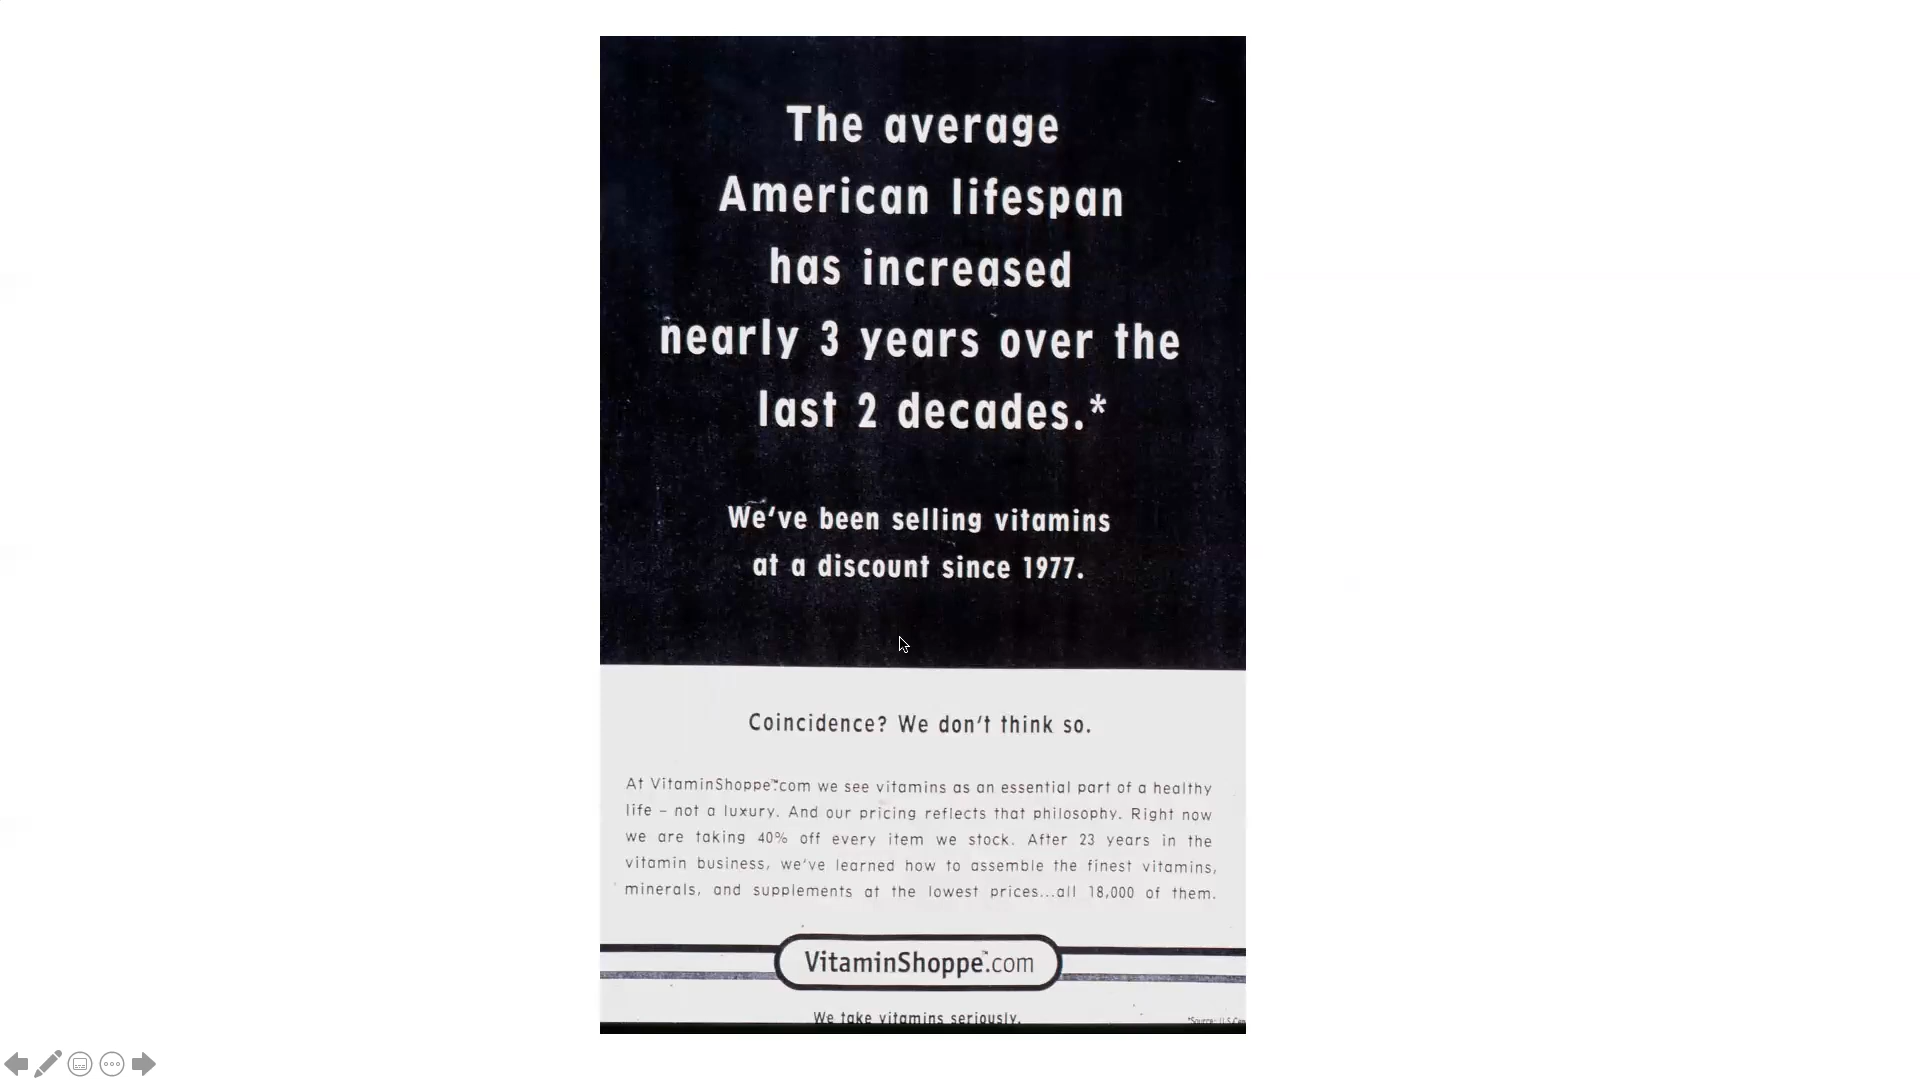 The average
American lifespan
has increased
nearly 3 years over the
last 2 decades.*
We've been selling vitamins
at a discount since 1977.
Coincidence? We don't think so.
At VitaminShoppe™.com we see vitamins as an essential part of a healthy
life – not a luxury. And our pricing reflects that philosophy. Right now
we are taking 40% off every item we stock. After 23 years in the
vitamin business, we've learned how to assemble the finest vitamins,
minerals, and supplements at the lowest prices...all 18,000 of them.
VitaminShoppe™.com
We take vitamins seriously.
*Source: U.S.